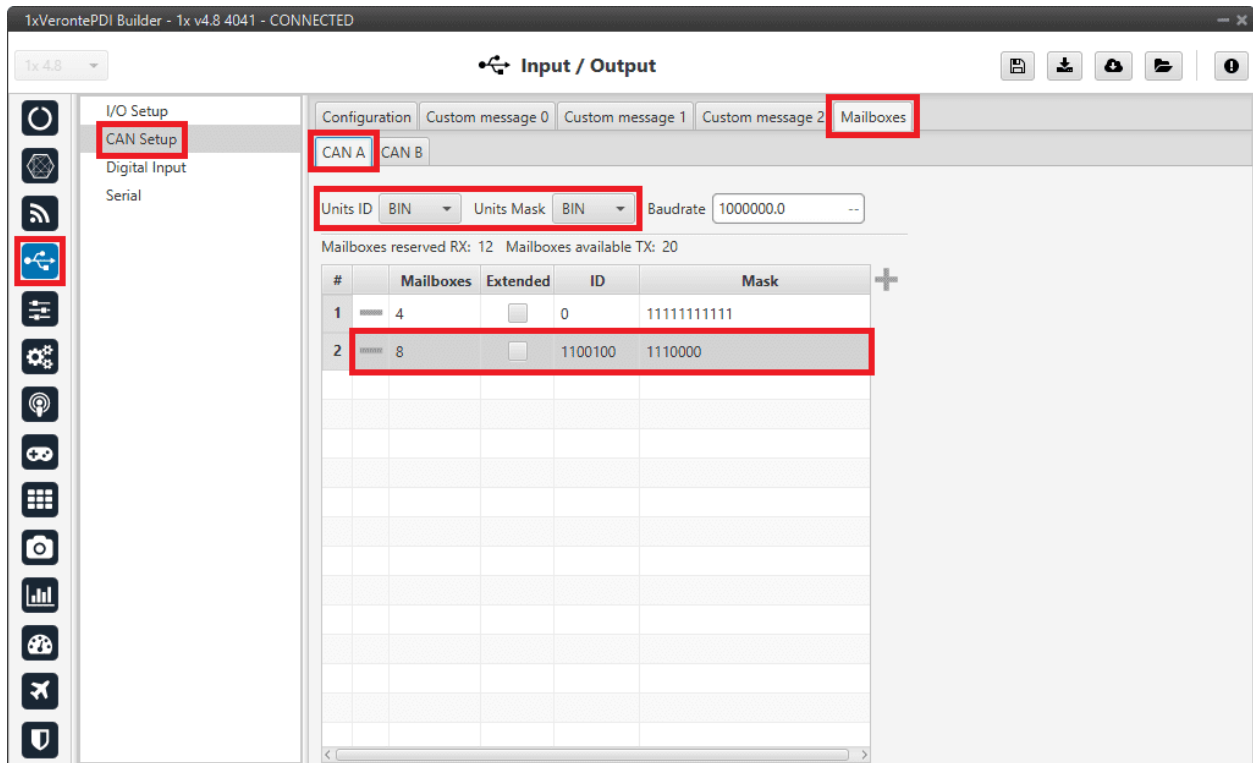 1xVerontePDI Builder - 1x v4.8 4041 - CONNECTED
1x 4.8
Input / Output
I/O Setup
CAN Setup
Digital Input
Serial
Configuration Custom message 0 Custom message 1 Custom message 2 Mailboxes
CAN A CAN B
Units ID BIN Units Mask BIN Baudrate 1000000.0 --
Mailboxes reserved RX: 12 Mailboxes available TX: 20
# Mailboxes Extended ID Mask
1 4 0 11111111111
2 8 1100100 1110000